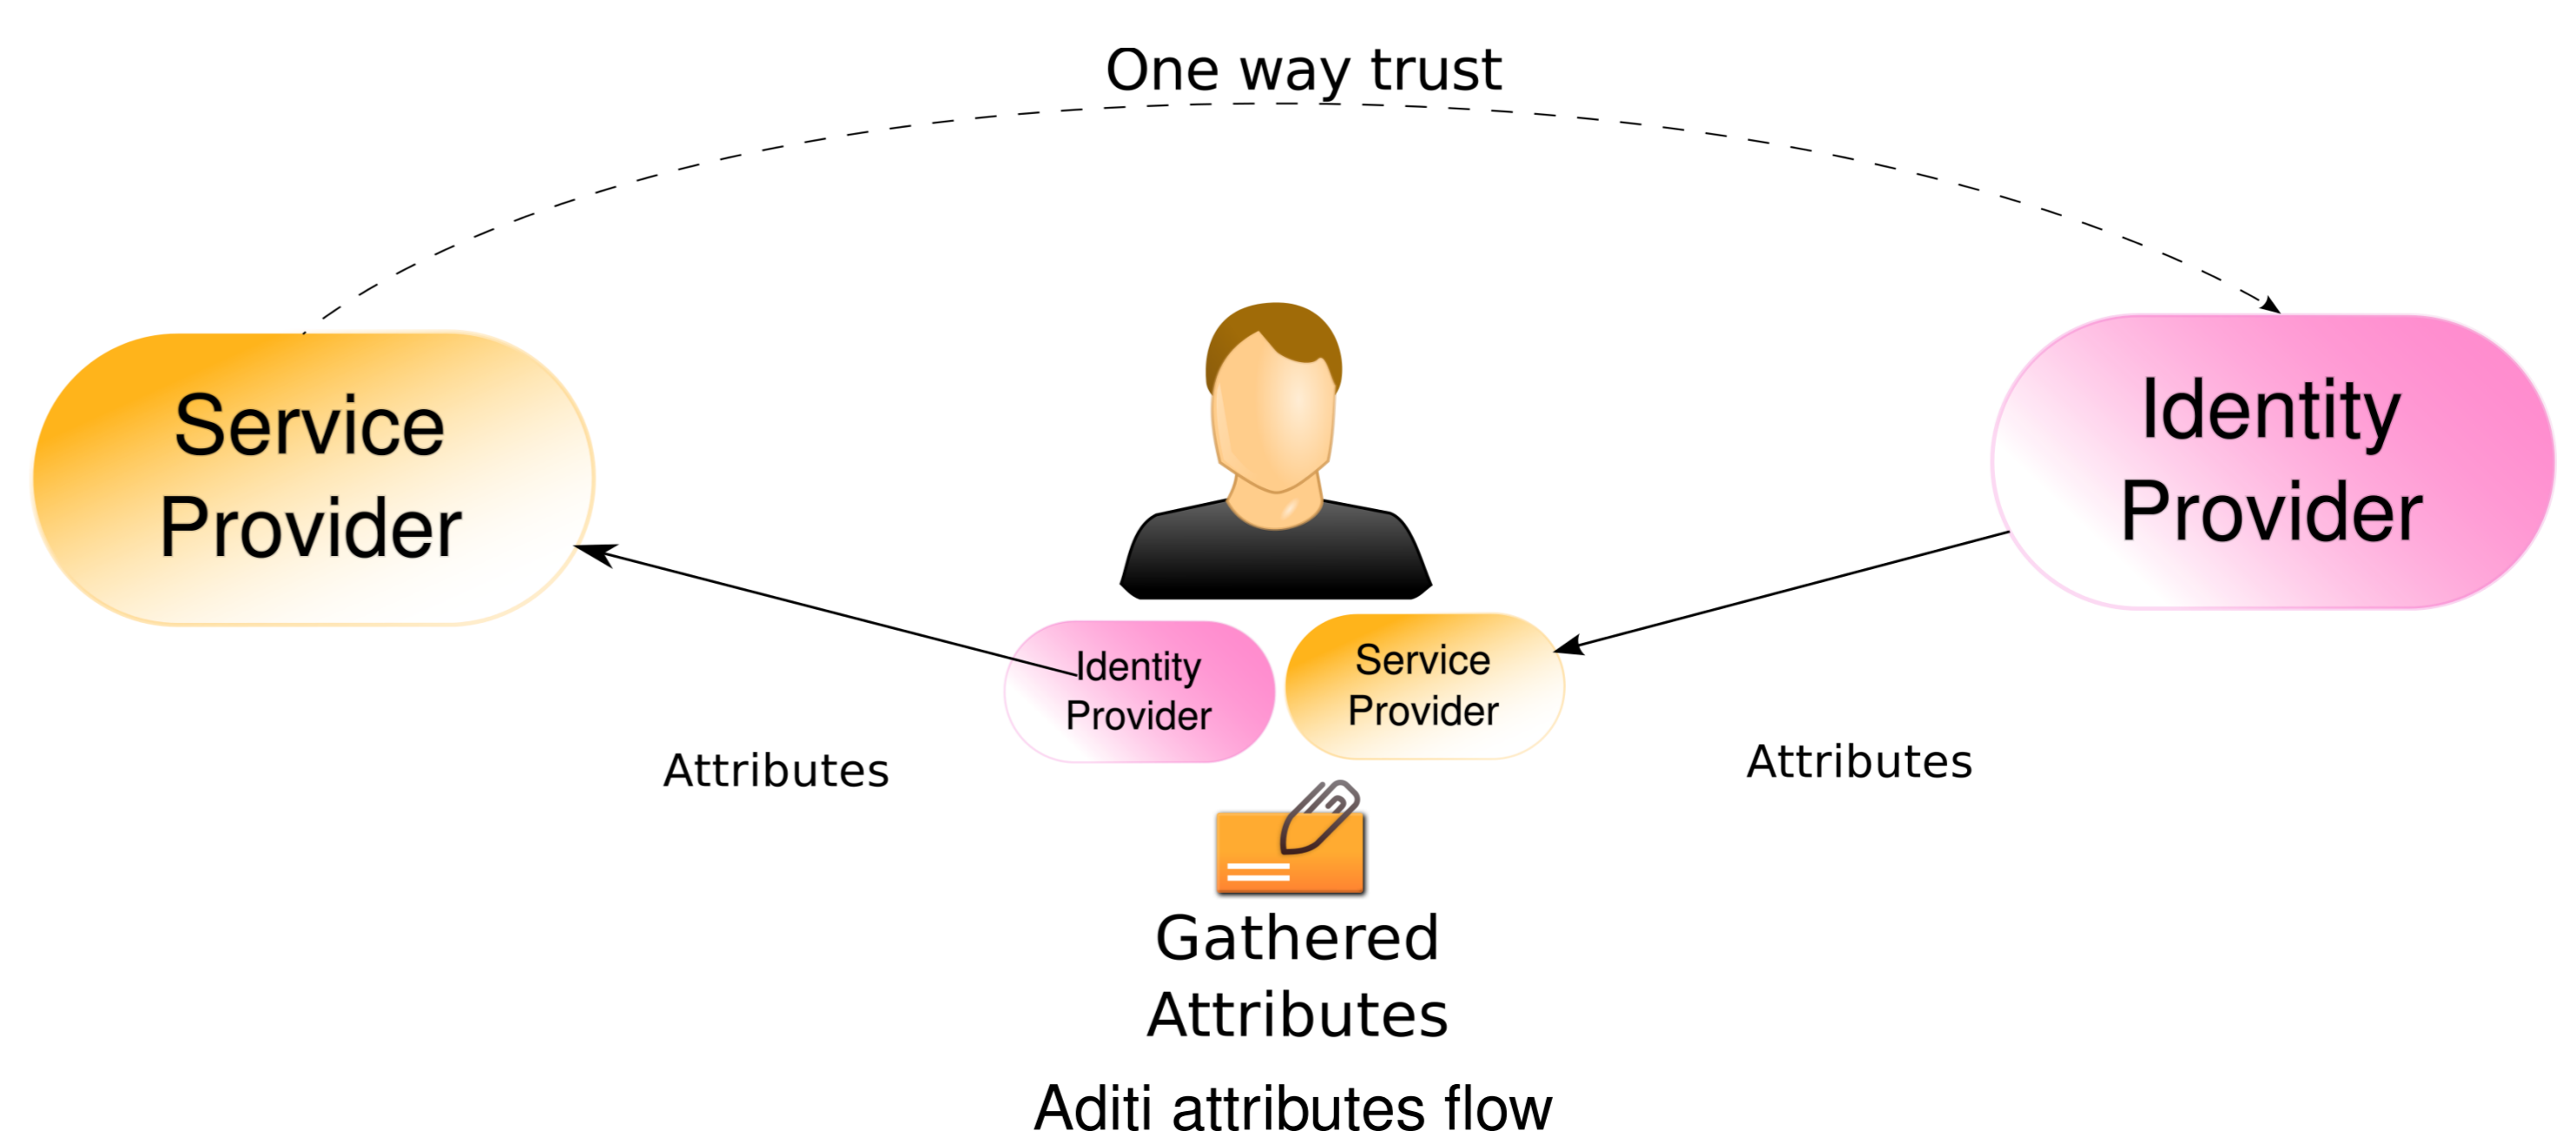 One way trust
Service
Provider
Identity
Provider
Identity
Provider
Service
Provider
Attributes
Attributes
Gathered
Attributes
Aditi attributes flow